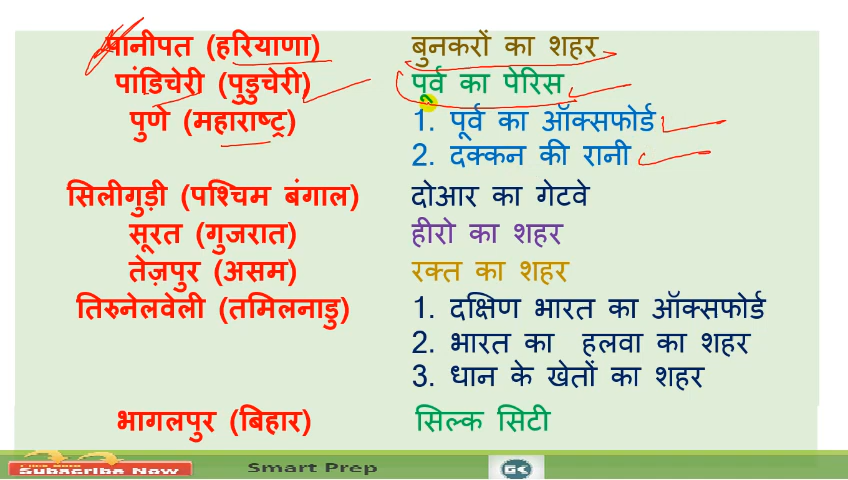 पानीपत (हरियाणा) बुनकरों का शहर
पांडिचेरी (पुडुचेरी) पूर्व का पेरिस
पुणे (महाराष्ट्र) 1. पूर्व का ऑक्सफोर्ड
2. दक्कन की रानी
सिलीगुड़ी (पश्चिम बंगाल) दोआर का गेटवे
सूरत (गुजरात) हीरो का शहर
तेज़पुर (असम) रक्त का शहर
तिरुनेलवेली (तमिलनाडु) 1. दक्षिण भारत का ऑक्सफोर्ड
2. भारत का हलवा का शहर
3. धान के खेतों का शहर
भागलपुर (बिहार) सिल्क सिटी
Subscribe Now Smart Prep GK